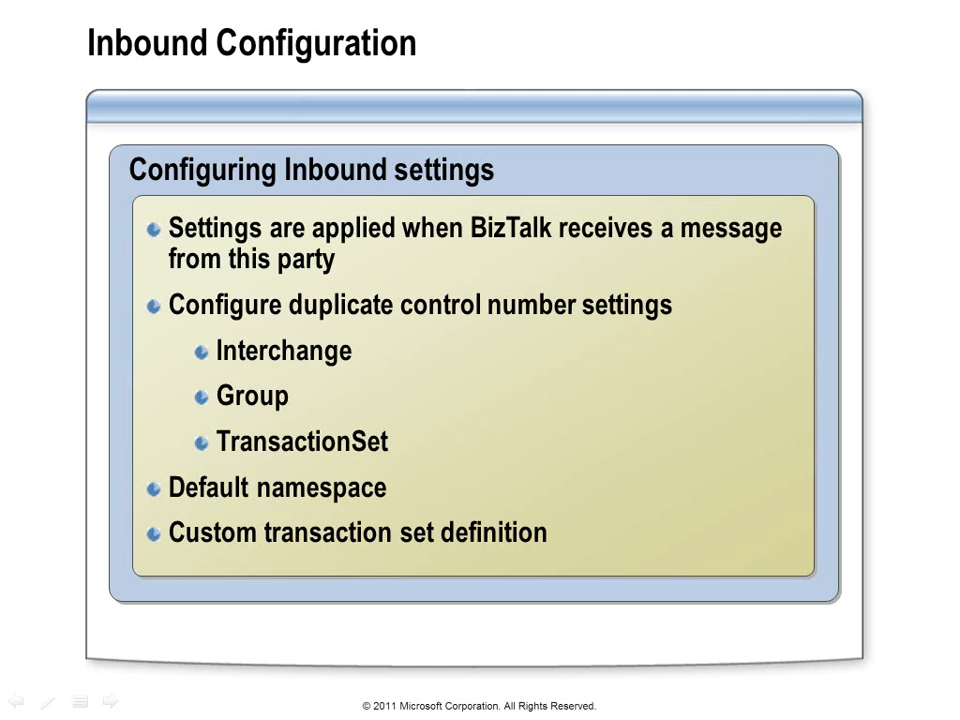 Inbound Configuration
Configuring Inbound settings
Settings are applied when BizTalk receives a message
from this party
Configure duplicate control number settings
Interchange
Group
TransactionSet
Default namespace
Custom transaction set definition
© 2011 Microsoft Corporation. All Rights Reserved.